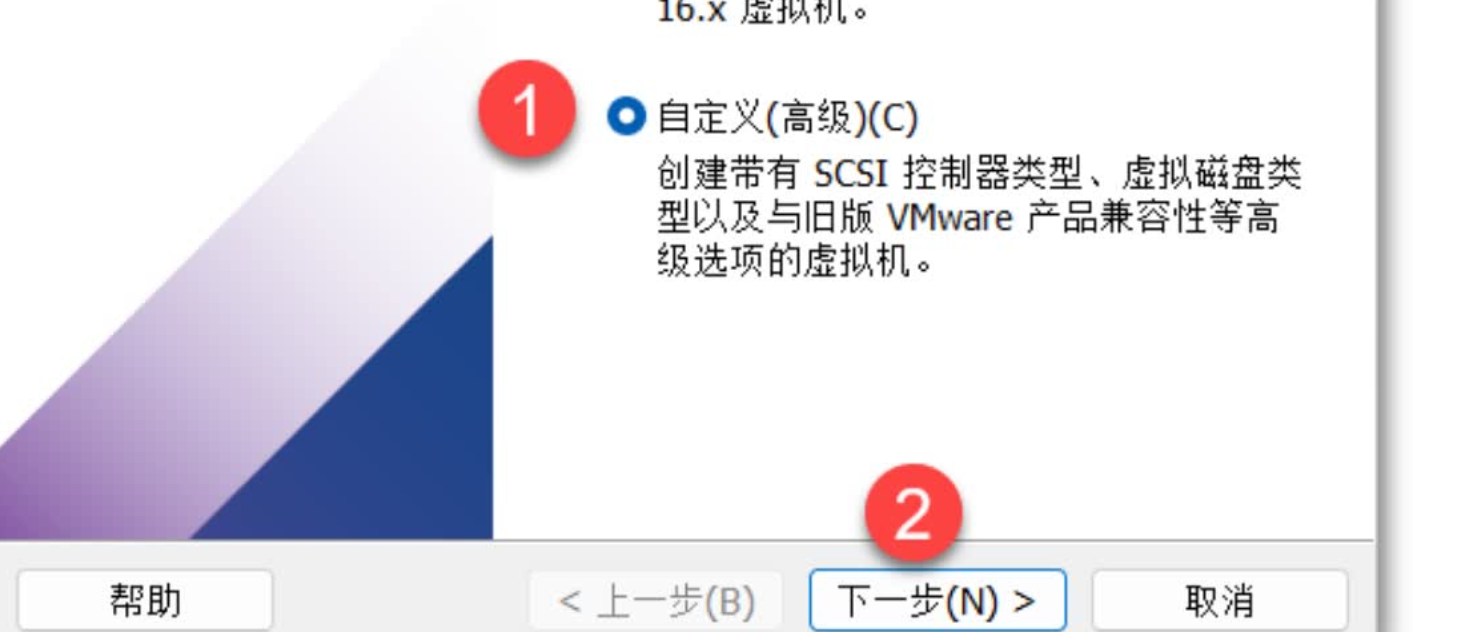 16.x 虚拟机。
1
自定义(高级)(C)
创建带有 SCSI 控制器类型、虚拟磁盘类
型以及与旧版 VMware 产品兼容性等高
级选项的虚拟机。
2
帮助
< 上一步(B)
下一步(N) >
取消